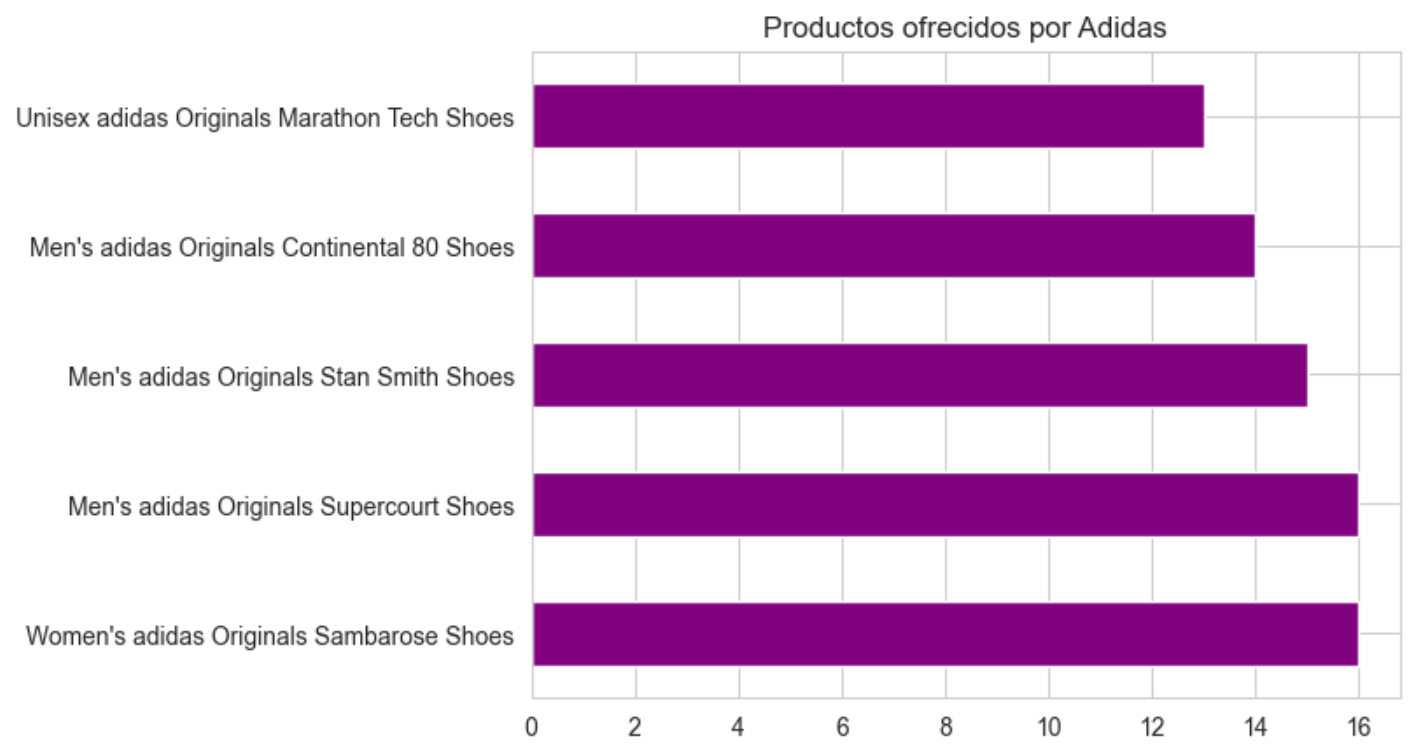 Productos ofrecidos por Adidas
Unisex adidas Originals Marathon Tech Shoes
Men's adidas Originals Continental 80 Shoes
Men's adidas Originals Stan Smith Shoes
Men's adidas Originals Supercourt Shoes
Women's adidas Originals Sambarose Shoes
0 2 4 6 8 10 12 14 16